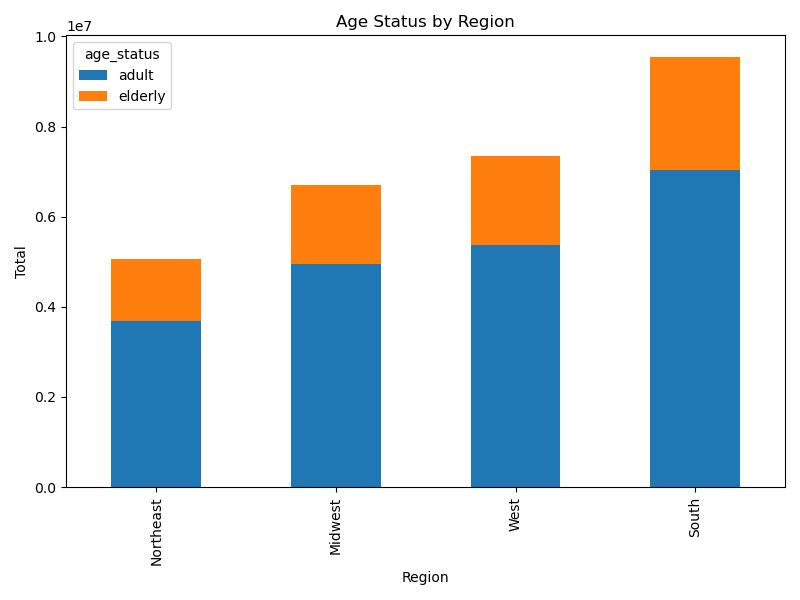 Age Status by Region
1e7
age_status
adult
elderly
1.0
0.8
0.6
0.4
0.2
0.0
Total
Northeast
Midwest
West
South
Region